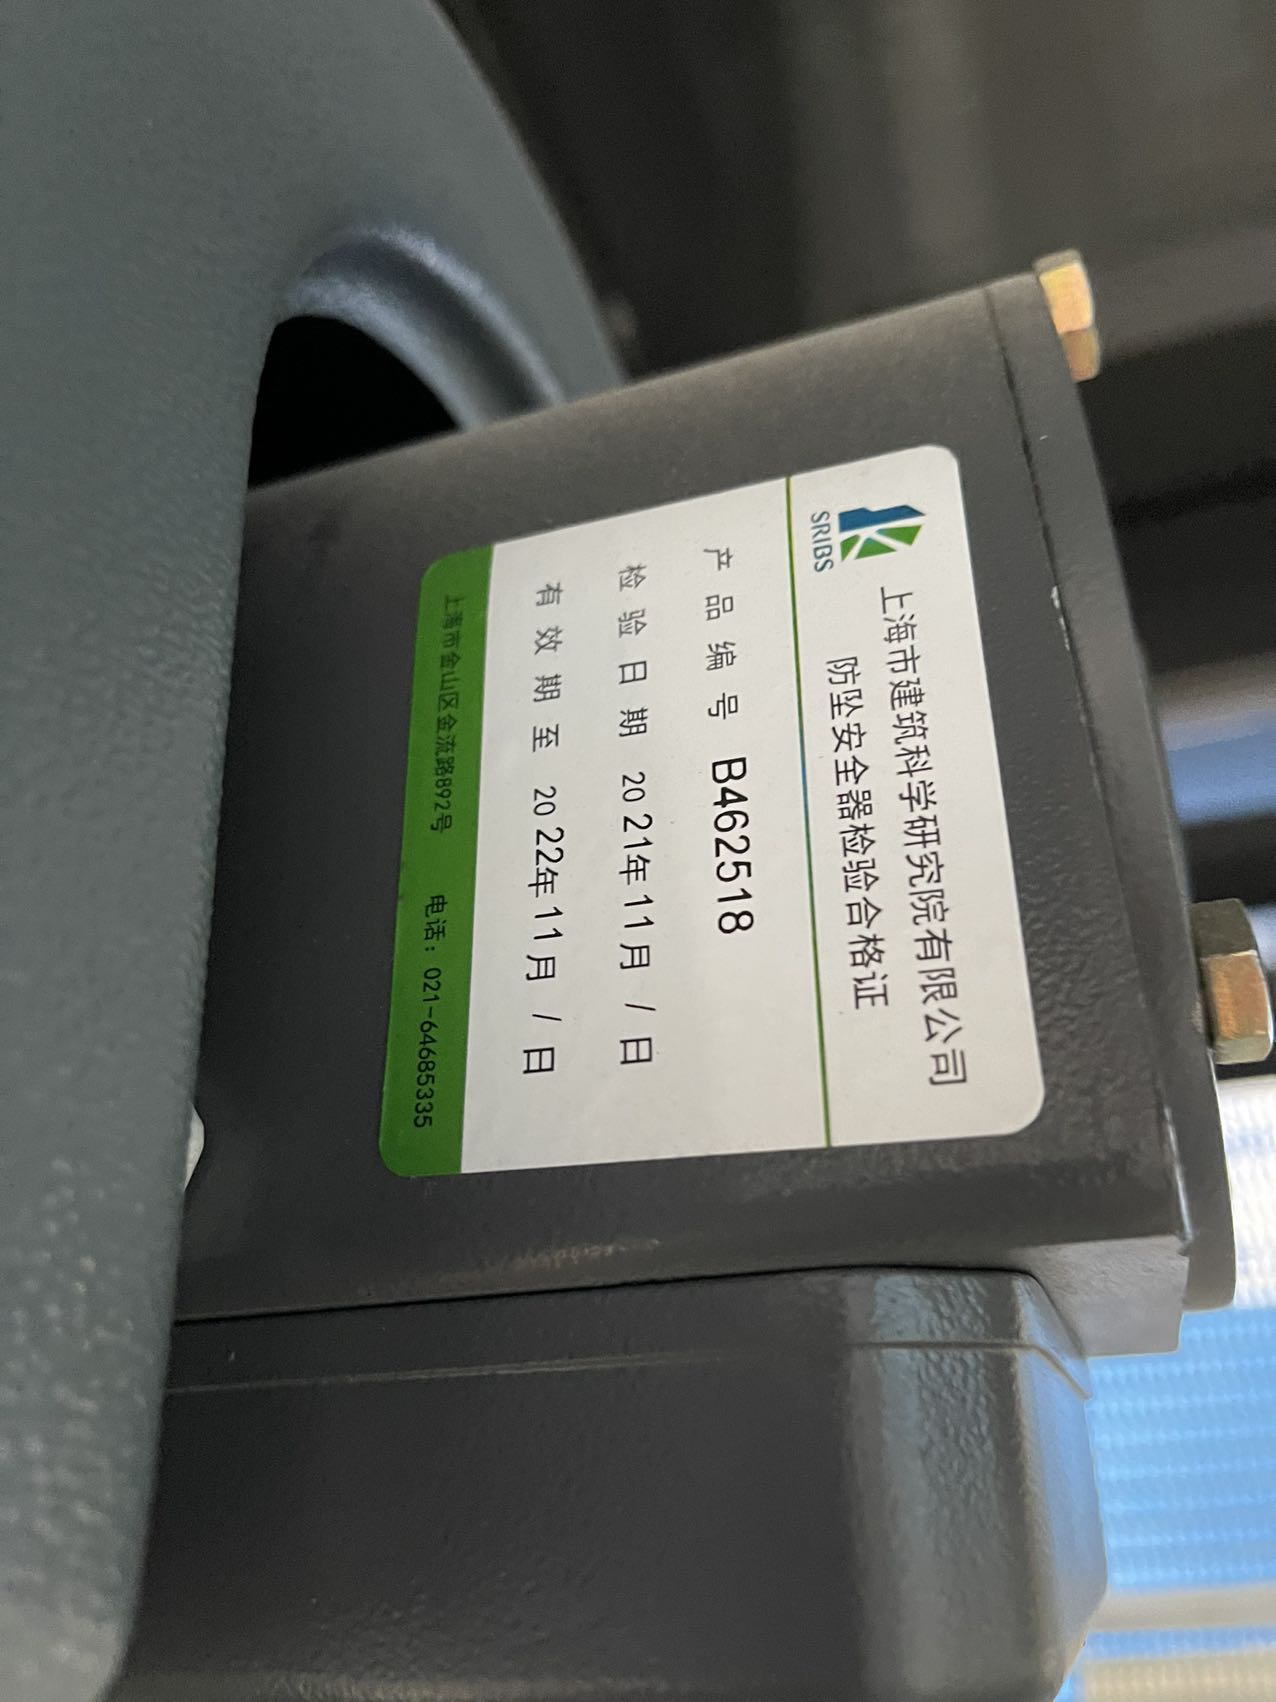 SRIBS
上海市建筑科学研究院有限公司
防坠安全器检验合格证
产品编号 B462518
检验日期 2021年11月/日
有效期至 2022年11月/日
上海市金山区金流路892号 电话：021-64685335